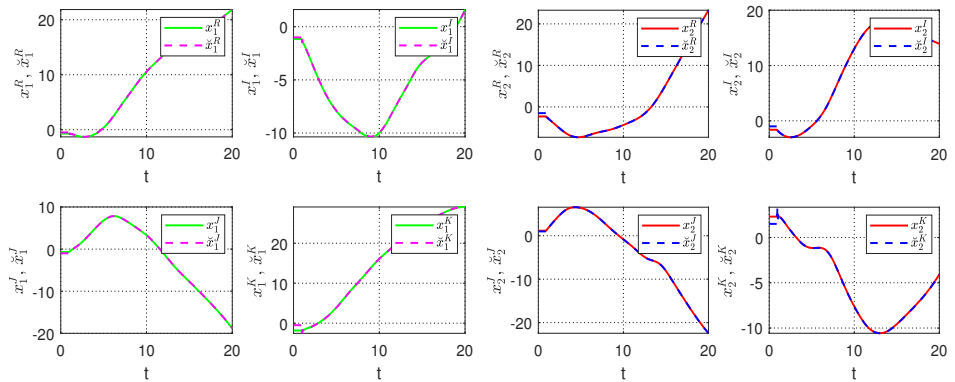 x_1^R, x̆_1^R
20
10
0
0 10 20
t
x_1^R
x̆_1^R
x_1^I, x̆_1^I
0
-5
-10
0 10 20
t
x_1^I
x̆_1^I
x_2^R, x̆_2^R
20
10
0
0 10 20
t
x_2^R
x̆_2^R
x_2^I, x̆_2^I
10
0
0 10 20
t
x_2^I
x̆_2^I
x_1^J, x̆_1^J
10
0
-10
-20
0 10 20
t
x_1^J
x̆_1^J
x_1^K, x̆_1^K
20
10
0
0 10 20
t
x_1^K
x̆_1^K
x_2^J, x̆_2^J
0
-10
-20
0 10 20
t
x_2^J
x̆_2^J
x_2^K, x̆_2^K
0
-5
-10
0 10 20
t
x_2^K
x̆_2^K